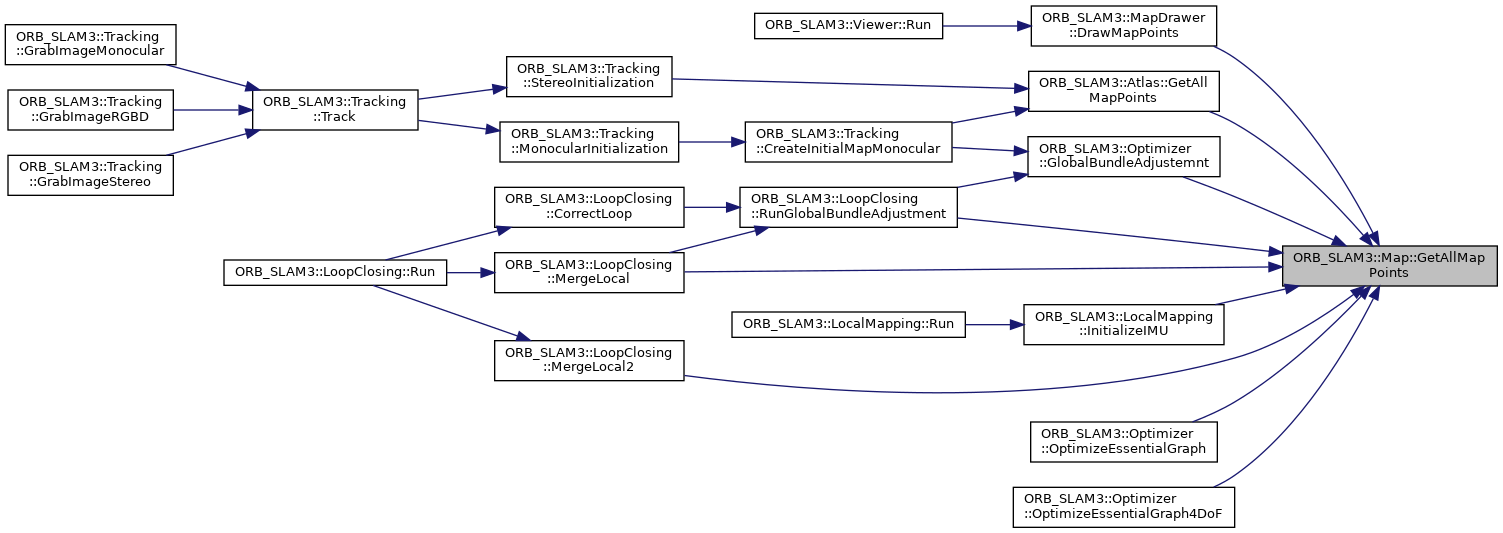 ORB_SLAM3::Tracking
::GrabImageMonocular
ORB_SLAM3::Tracking
::GrabImageRGBD
ORB_SLAM3::Tracking
::GrabImageStereo
ORB_SLAM3::Tracking
::Track
ORB_SLAM3::LoopClosing::Run
ORB_SLAM3::Tracking
::StereoInitialization
ORB_SLAM3::Tracking
::MonocularInitialization
ORB_SLAM3::LoopClosing
::CorrectLoop
ORB_SLAM3::LoopClosing
::MergeLocal
ORB_SLAM3::LoopClosing
::MergeLocal2
ORB_SLAM3::Viewer::Run
ORB_SLAM3::Tracking
::CreateInitialMapMonocular
ORB_SLAM3::LoopClosing
::RunGlobalBundleAdjustment
ORB_SLAM3::LocalMapping::Run
ORB_SLAM3::MapDrawer
::DrawMapPoints
ORB_SLAM3::Atlas::GetAll
MapPoints
ORB_SLAM3::Optimizer
::GlobalBundleAdjustemnt
ORB_SLAM3::LocalMapping
::InitializeIMU
ORB_SLAM3::Optimizer
::OptimizeEssentialGraph
ORB_SLAM3::Optimizer
::OptimizeEssentialGraph4DoF
ORB_SLAM3::Map::GetAllMap
Points